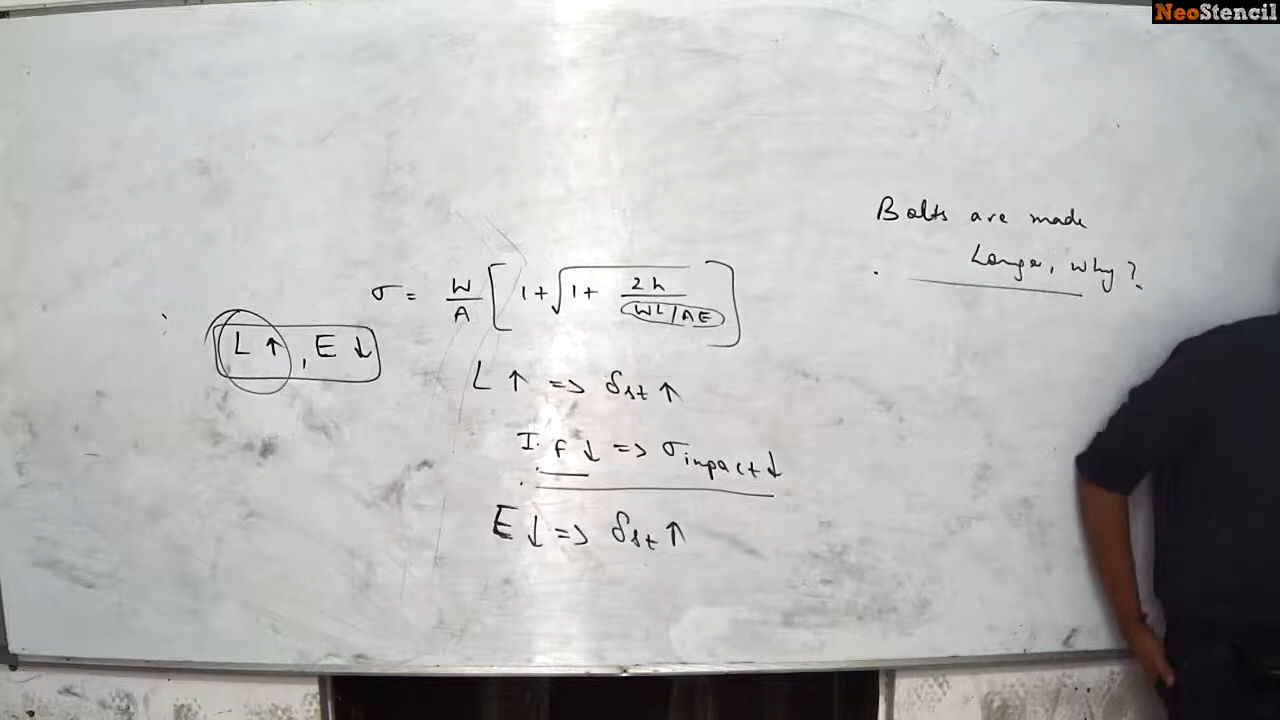 NeoStencil
Bolts are made
Longer, why?
σ = W/A [1 + √(1 + 2h/(WL/AE))]
L ↑, E ↓
L ↑ => δst ↑
I.f ↓ => σimpact ↓
E ↓ => δst ↑